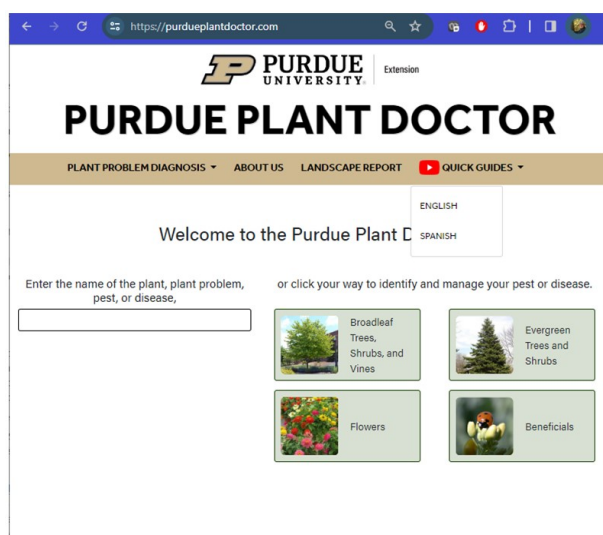 https://purdueplantdoctor.com
PURDUE UNIVERSITY® Extension
PURDUE PLANT DOCTOR
PLANT PROBLEM DIAGNOSIS ABOUT US LANDSCAPE REPORT QUICK GUIDES
ENGLISH
SPANISH
Welcome to the Purdue Plant D
Enter the name of the plant, plant problem,
pest, or disease,
or click your way to identify and manage your pest or disease.
Broadleaf
Trees,
Shrubs, and
Vines
Evergreen
Trees and
Shrubs
Flowers
Beneficials